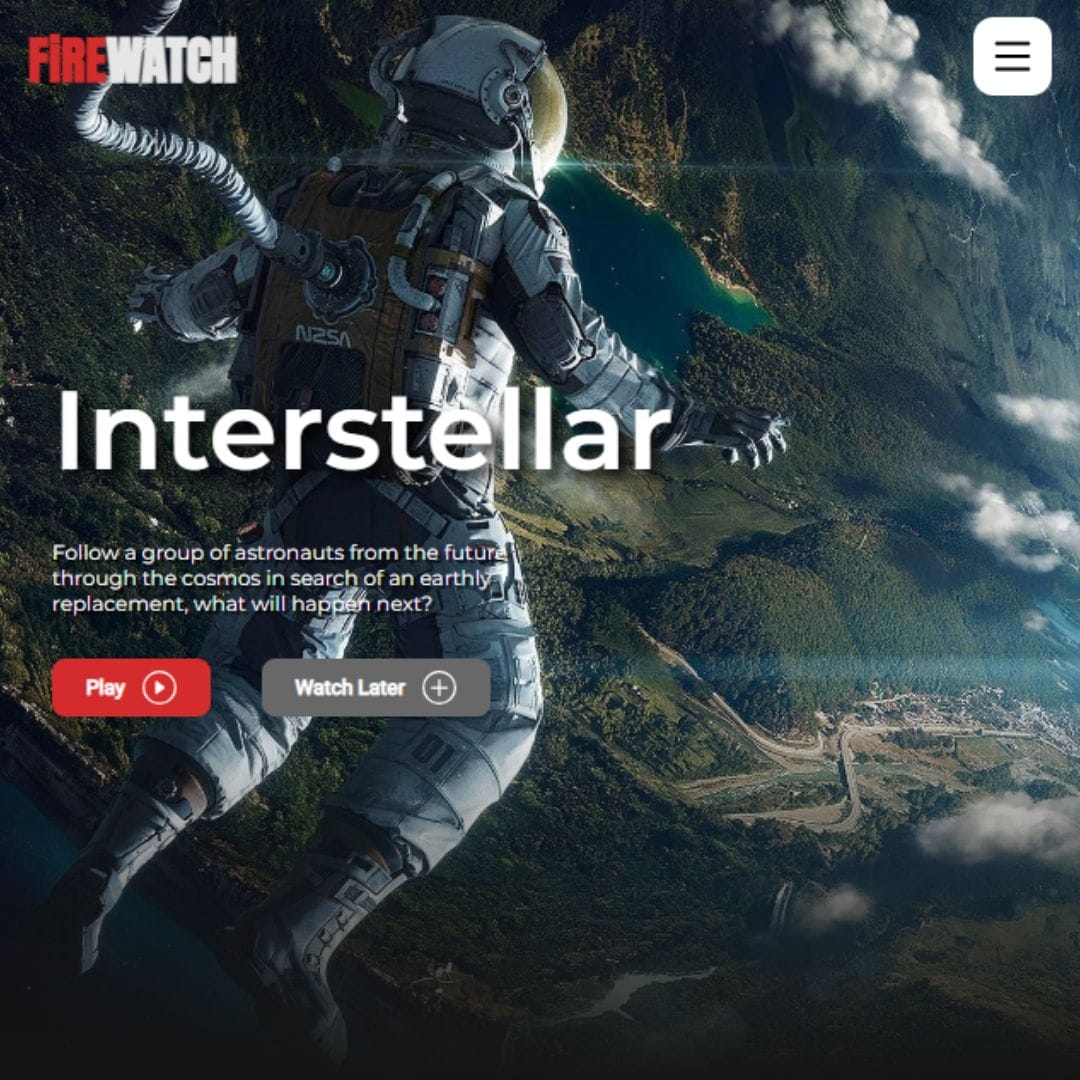 FiREWATCH
NASA
Interstellar
Follow a group of astronauts from the future
through the cosmos in search of an earthly
replacement, what will happen next?
Play
Watch Later
01